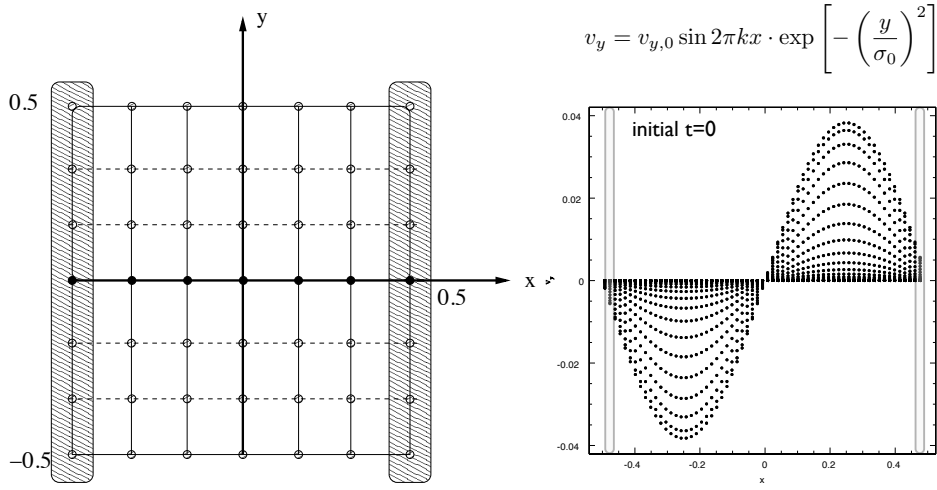 y
0.5
x
0.5
−0.5
v_y = v_{y,0} sin 2πkx · exp [ − ( y / σ_0 )^2 ]
initial t=0
0.04
0.02
0
-0.02
-0.04
-0.4 -0.2 0 0.2 0.4
x